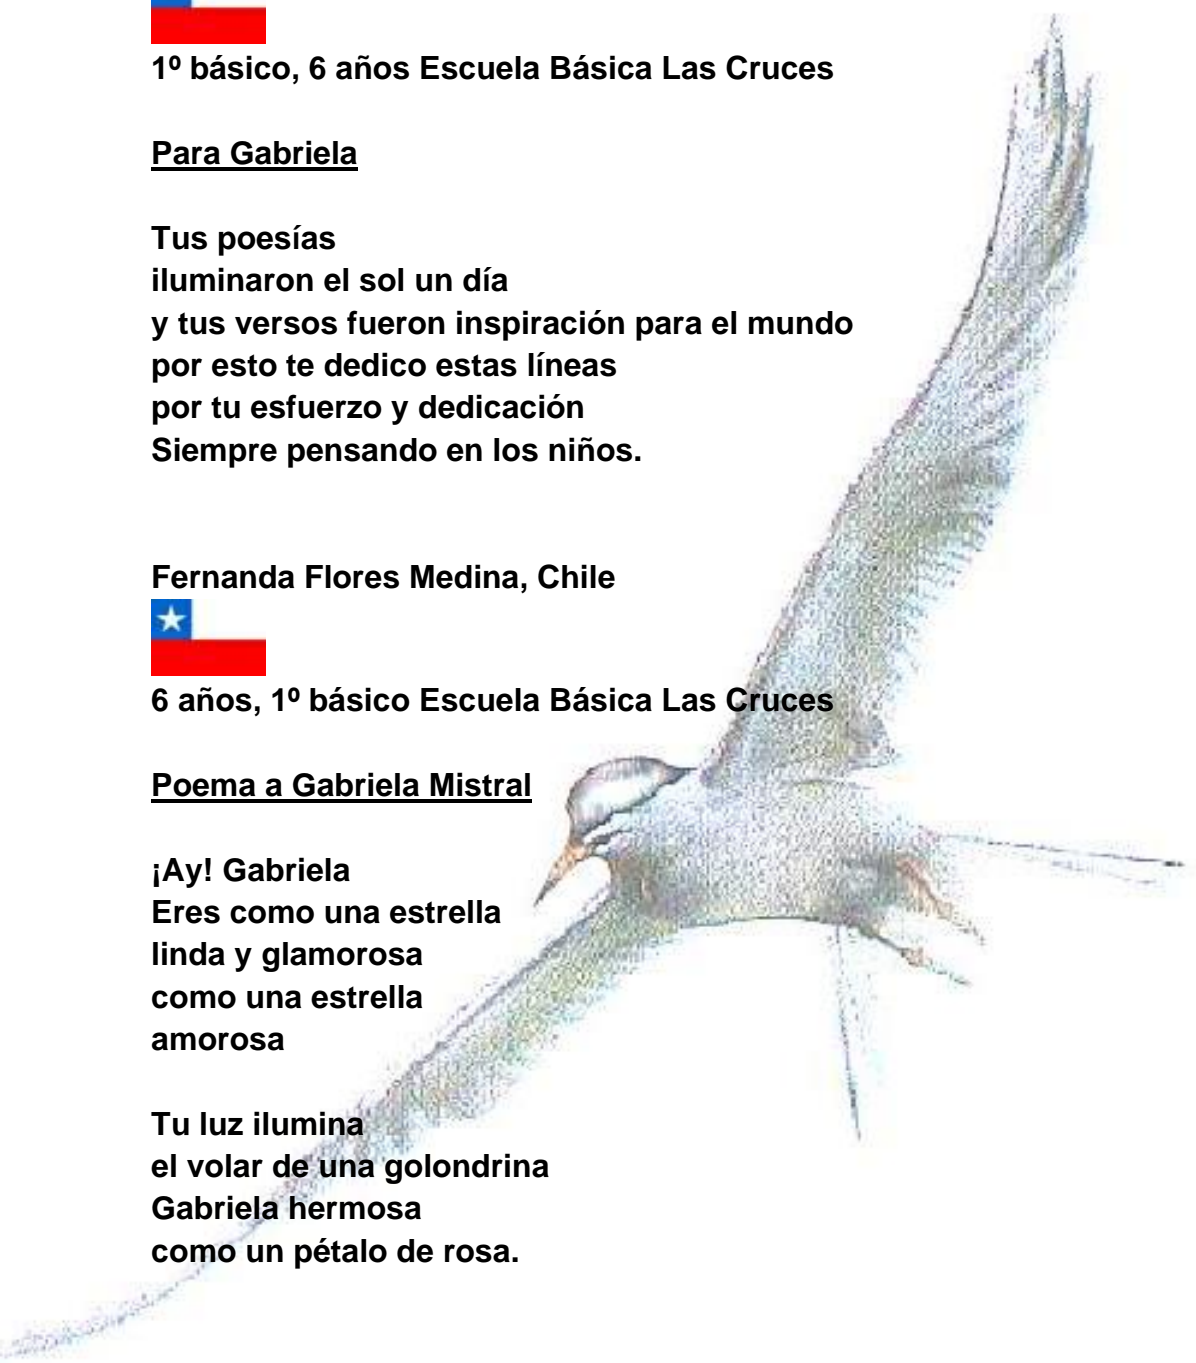 1º básico, 6 años Escuela Básica Las Cruces
Para Gabriela
Tus poesías
iluminaron el sol un día
y tus versos fueron inspiración para el mundo
por esto te dedico estas líneas
por tu esfuerzo y dedicación
Siempre pensando en los niños.
Fernanda Flores Medina, Chile
6 años, 1º básico Escuela Básica Las Cruces
Poema a Gabriela Mistral
¡Ay! Gabriela
Eres como una estrella
linda y glamorosa
como una estrella
amorosa
Tu luz ilumina
el volar de una golondrina
Gabriela hermosa
como un pétalo de rosa.